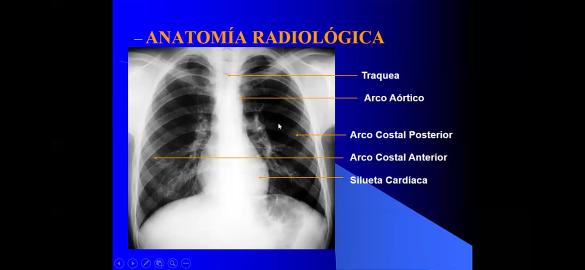 – ANATOMÍA RADIOLÓGICA
Traquea
Arco Aórtico
Arco Costal Posterior
Arco Costal Anterior
Silueta Cardíaca